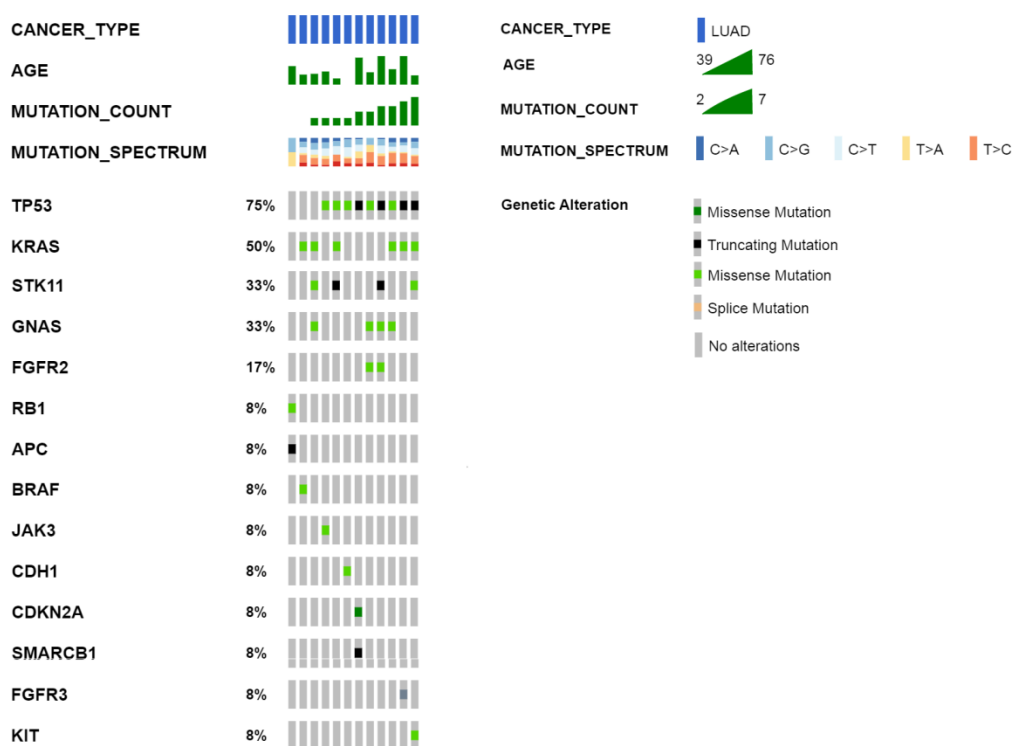 CANCER_TYPE
AGE
MUTATION_COUNT
MUTATION_SPECTRUM
TP53 75%
KRAS 50%
STK11 33%
GNAS 33%
FGFR2 17%
RB1 8%
APC 8%
BRAF 8%
JAK3 8%
CDH1 8%
CDKN2A 8%
SMARCB1 8%
FGFR3 8%
KIT 8%
CANCER_TYPE LUAD
AGE 39 76
MUTATION_COUNT 2 7
MUTATION_SPECTRUM C>A C>G C>T T>A T>C
Genetic Alteration
Missense Mutation
Truncating Mutation
Missense Mutation
Splice Mutation
No alterations